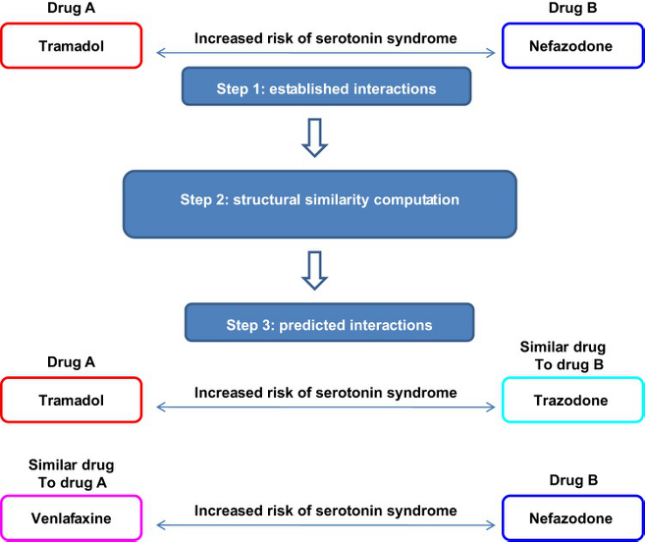 Drug A
Drug B
Tramadol
Increased risk of serotonin syndrome
Nefazodone
Step 1: established interactions
Step 2: structural similarity computation
Step 3: predicted interactions
Drug A
Similar drug
To drug B
Tramadol
Increased risk of serotonin syndrome
Trazodone
Similar drug
To drug A
Drug B
Venlafaxine
Increased risk of serotonin syndrome
Nefazodone